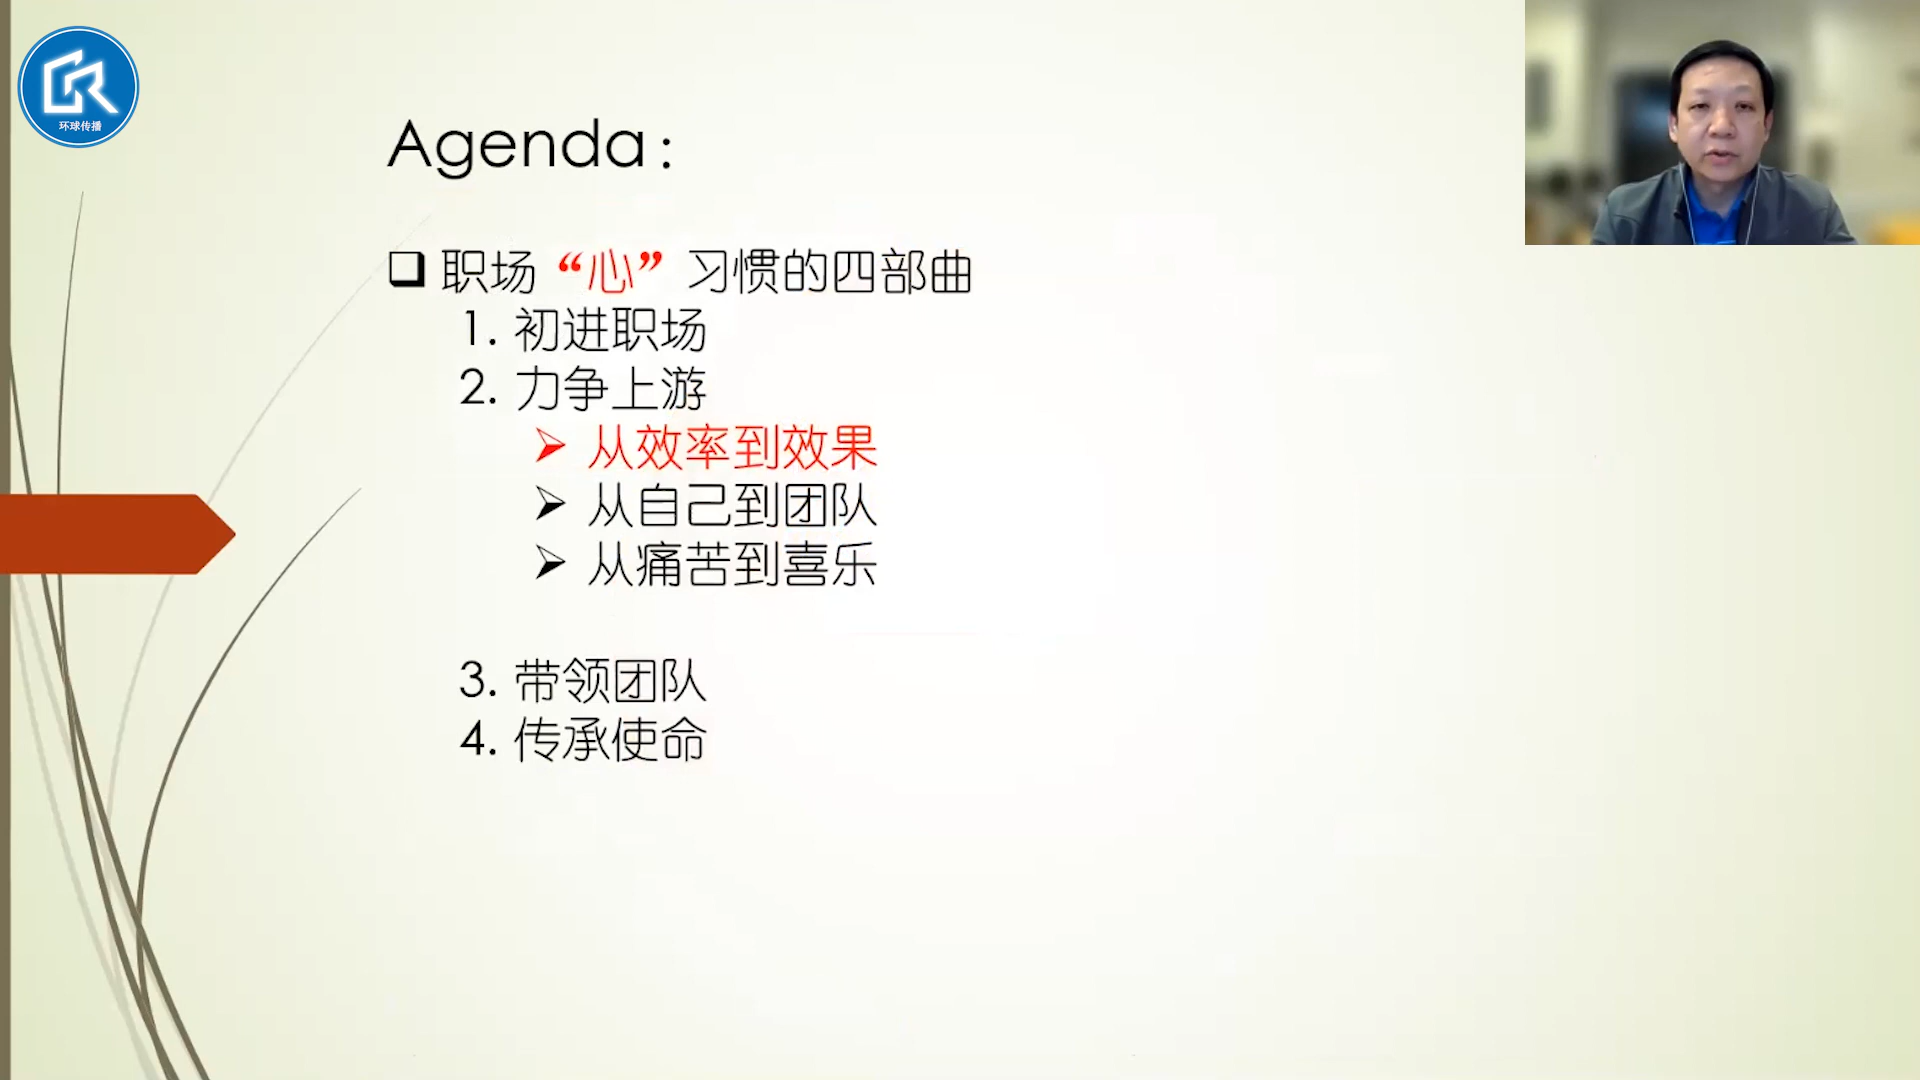 环球传播
Agenda：
职场“心”习惯的四部曲
1. 初进职场
2. 力争上游
从效率到效果
从自己到团队
从痛苦到喜乐
3. 带领团队
4. 传承使命